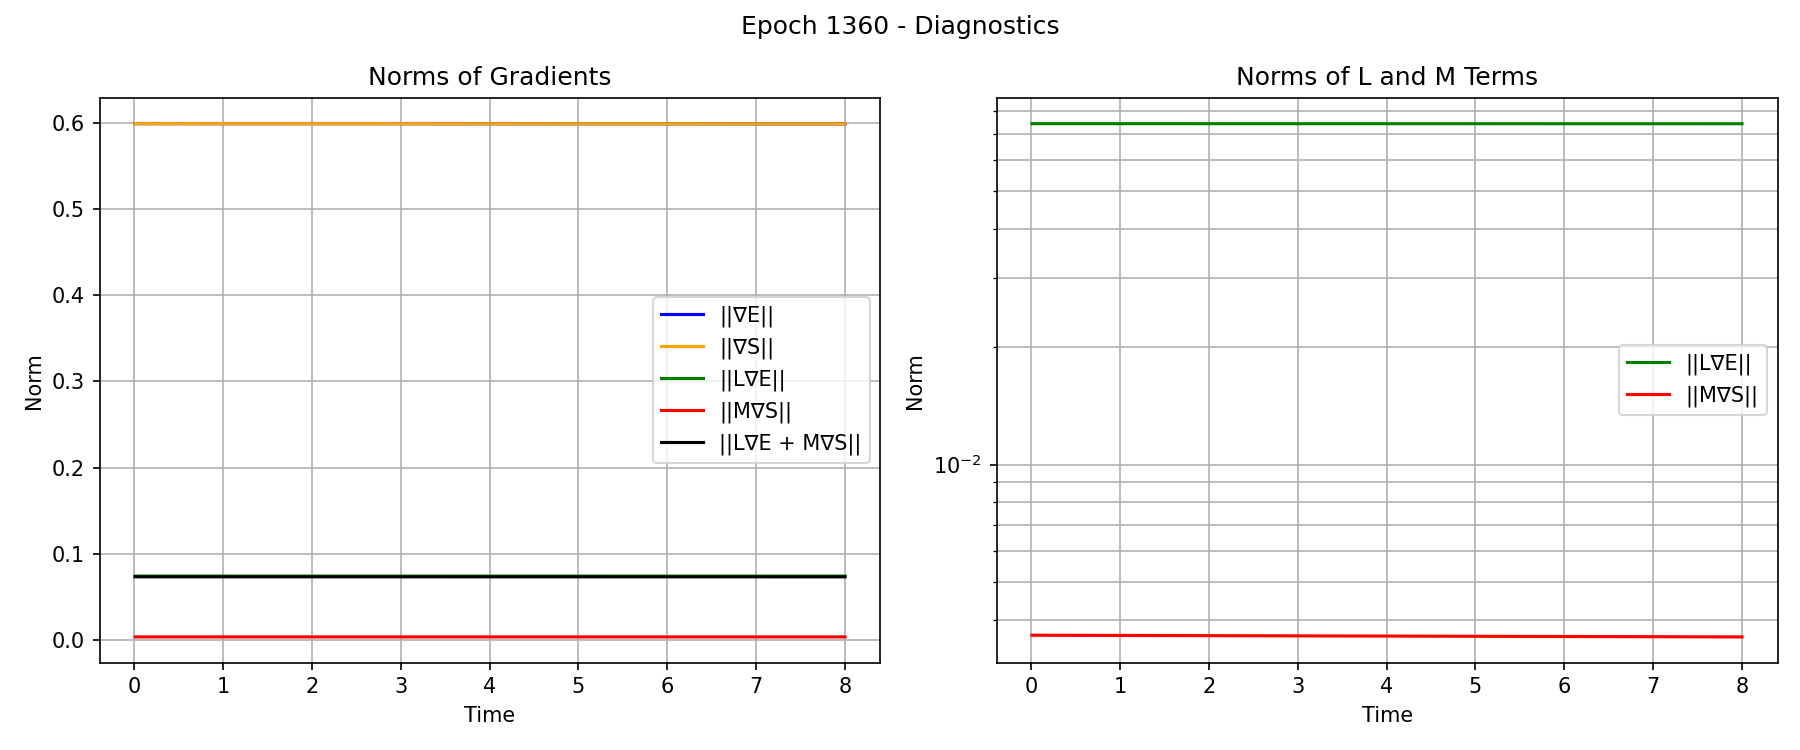 Epoch 1360 - Diagnostics
Norms of Gradients
0.6
0.5
0.4
0.3
0.2
0.1
0.0
Norm
||∇E||
||∇S||
||L∇E||
||M∇S||
||L∇E + M∇S||
0 1 2 3 4 5 6 7 8
Time
Norms of L and M Terms
10⁻²
Norm
||L∇E||
||M∇S||
0 1 2 3 4 5 6 7 8
Time